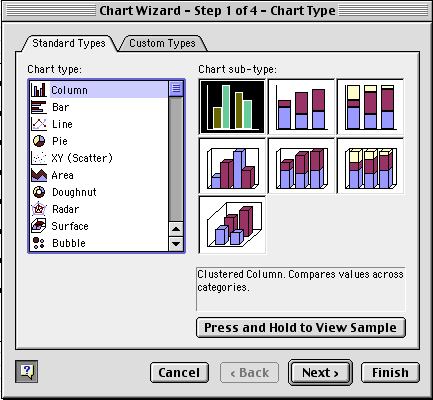 Chart Wizard - Step 1 of 4 - Chart Type
Standard Types
Custom Types
Chart type:
Chart sub-type:
Column
Bar
Line
Pie
XY (Scatter)
Area
Doughnut
Radar
Surface
Bubble
Clustered Column. Compares values across
categories.
Press and Hold to View Sample
?
Cancel
‹ Back
Next ›
Finish